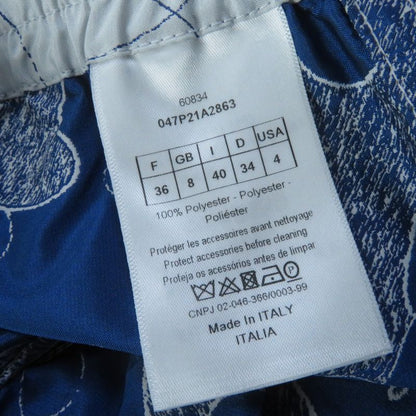 60834
047P21A2863
F GB I D USA
36 8 40 34 4
100% Polyester - Polyester -
Poliéster
Protéger les accessoires avant nettoyage
Protect accessories before cleaning
Proteja os acessórios antes de limpar
CNPJ 02-046-366/0003-99
Made in ITALY
ITALIA